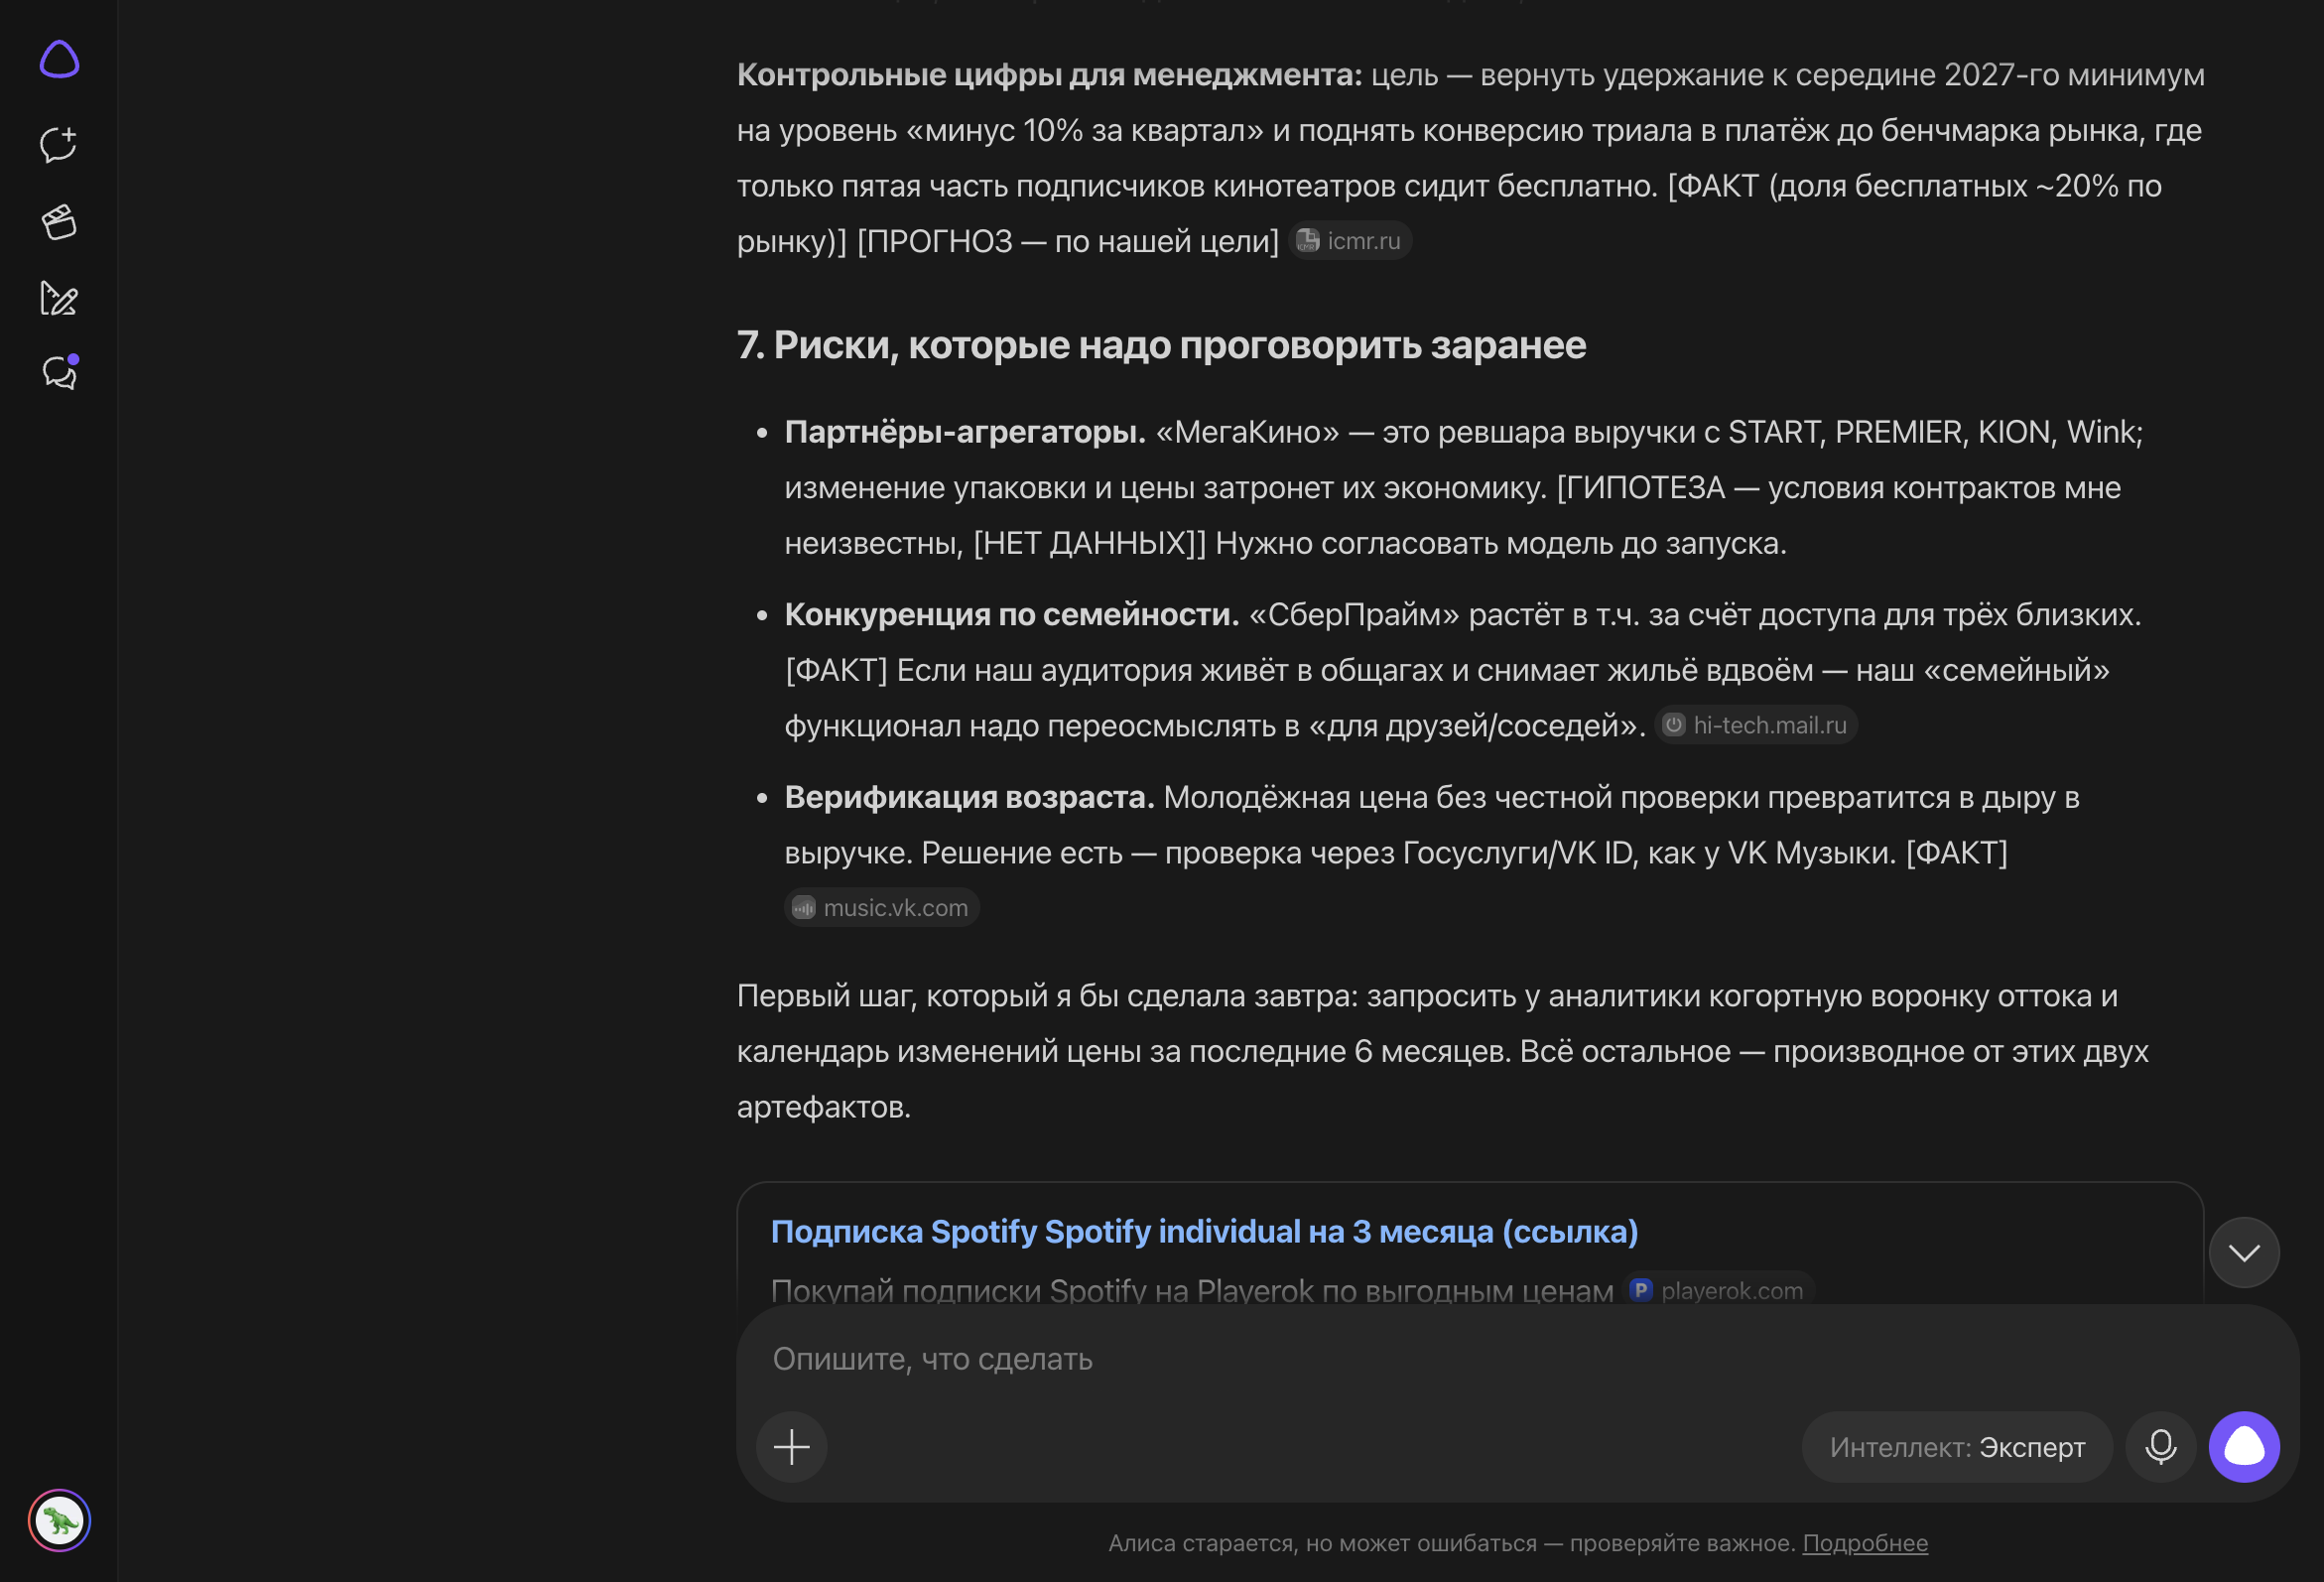 Контрольные цифры для менеджмента: цель — вернуть удержание к середине 2027-го минимум
на уровень «минус 10% за квартал» и поднять конверсию триала в платёж до бенчмарка рынка, где
только пятая часть подписчиков кинотеатров сидит бесплатно. [ФАКТ (доля бесплатных ~20% по
рынку)] [ПРОГНОЗ — по нашей цели] icmr.ru
7. Риски, которые надо проговорить заранее
• Партнёры-агрегаторы. «МегаКино» — это ревшара выручки с START, PREMIER, KION, Wink;
изменение упаковки и цены затронет их экономику. [ГИПОТЕЗА — условия контрактов мне
неизвестны, [НЕТ ДАННЫХ]] Нужно согласовать модель до запуска.
• Конкуренция по семейности. «СберПрайм» растёт в т.ч. за счёт доступа для трёх близких.
[ФАКТ] Если наш аудитория живёт в общагах и снимает жильё вдвоём — наш «семейный»
функционал надо переосмыслять в «для друзей/соседей». hi-tech.mail.ru
• Верификация возраста. Молодёжная цена без честной проверки превратится в дыру в
выручке. Решение есть — проверка через Госуслуги/VK ID, как у VK Музыки. [ФАКТ]
music.vk.com
Первый шаг, который я бы сделала завтра: запросить у аналитики когортную воронку оттока и
календарь изменений цены за последние 6 месяцев. Всё остальное — производное от этих двух
артефактов.
Подписка Spotify Spotify individual на 3 месяца (ссылка)
Покупай подписки Spotify на Playerok по выгодным ценам P playerok.com
Опишите, что сделать
Интеллект: Эксперт
Алиса старается, но может ошибаться — проверяйте важное. Подробнее